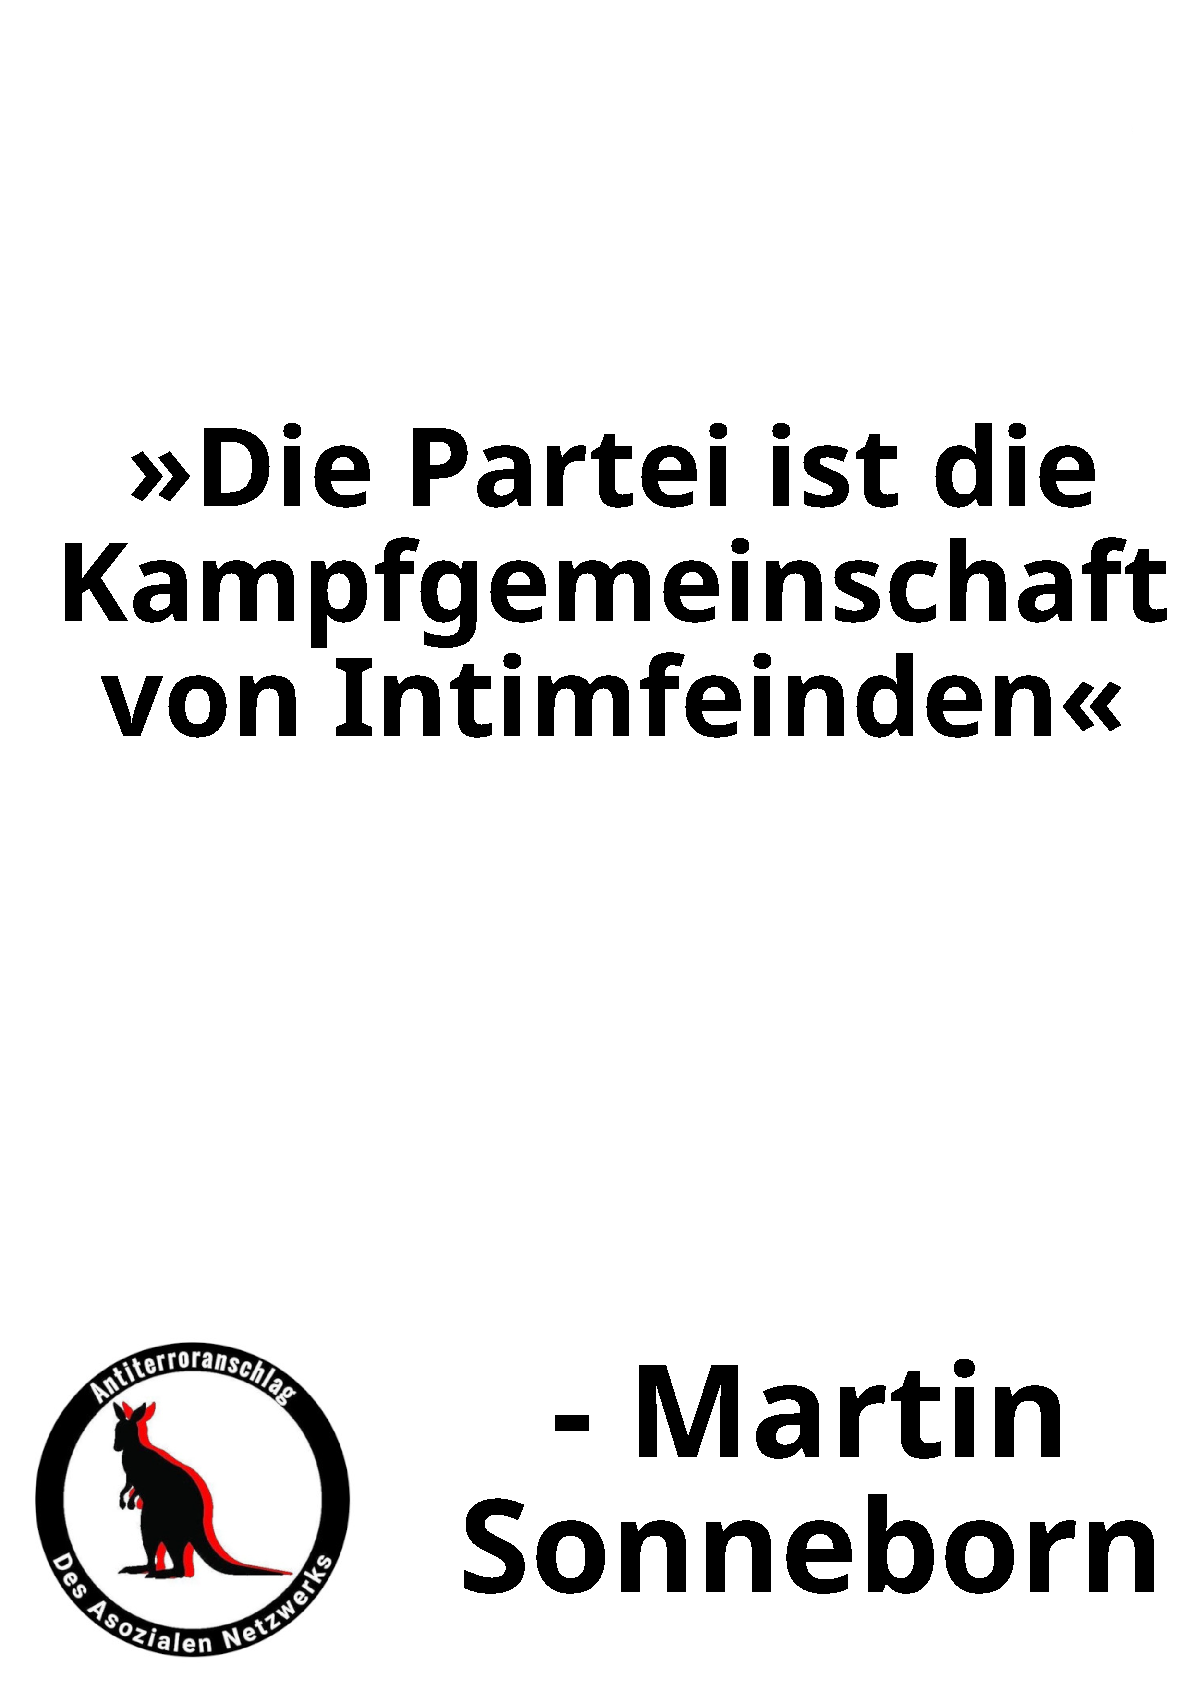 »Die Partei ist die
Kampfgemeinschaft
von Intimfeinden«
Antiterroranschlag
Des Asozialen Netzwerks
- Martin
Sonneborn